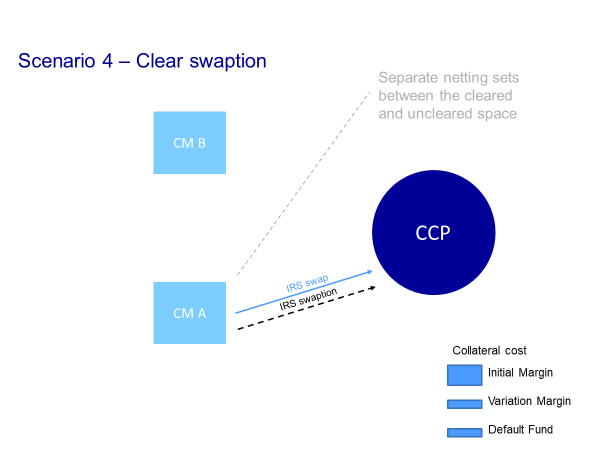 Scenario 4 – Clear swaption
Separate netting sets
between the cleared
and uncleared space
CM B
CCP
IRS swap
IRS swaption
CM A
Collateral cost
Initial Margin
Variation Margin
Default Fund